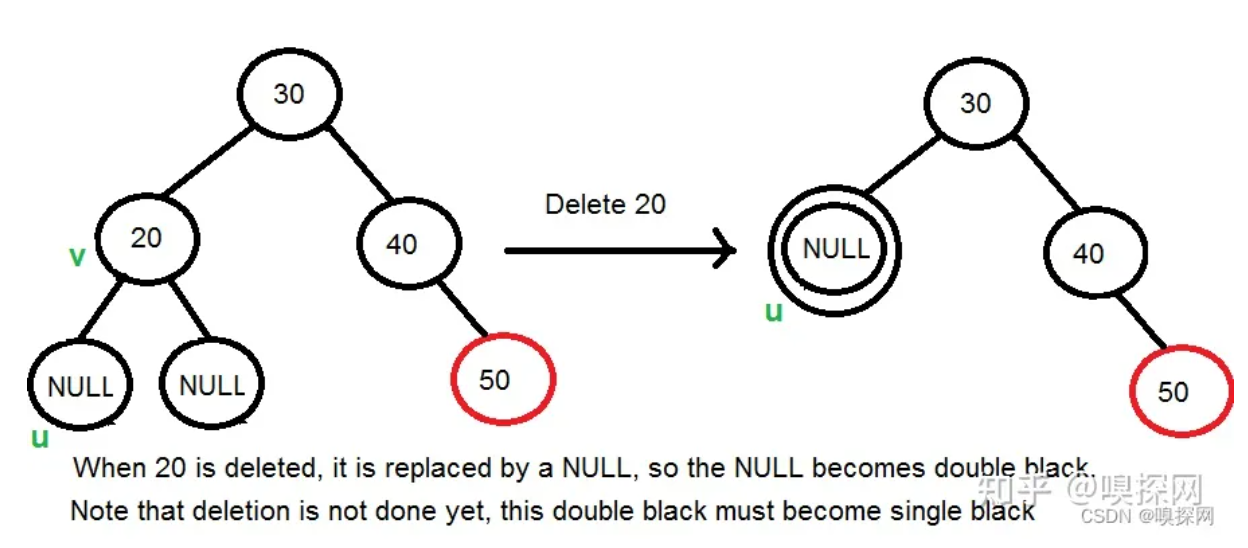 30
30
Delete 20
20
40
NULL
40
v
u
NULL
NULL
50
50
u
When 20 is deleted, it is replaced by a NULL, so the NULL becomes double black.
Note that deletion is not done yet, this double black must become single black
知乎 @嗅探网
CSDN @嗅探网